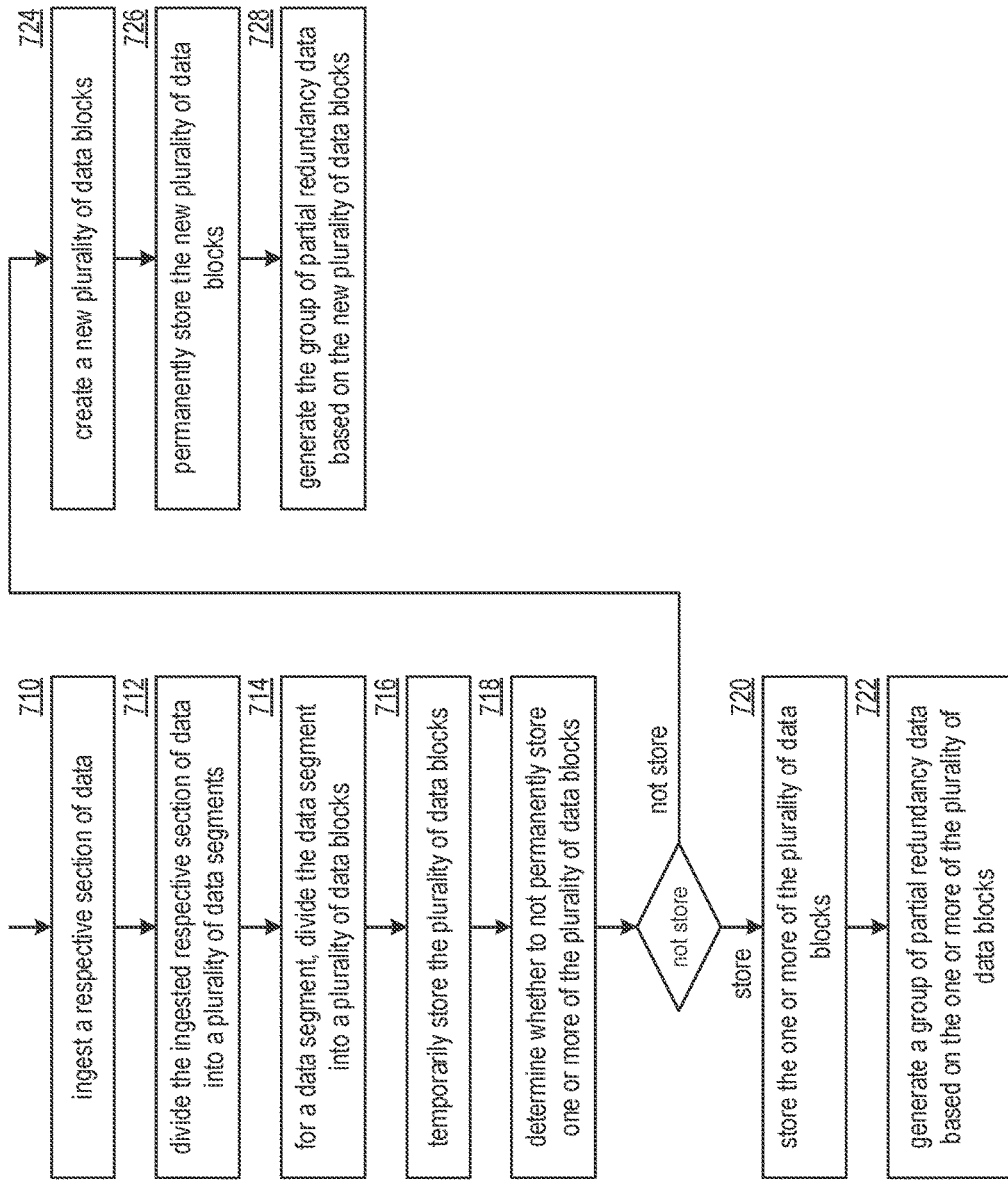 710
ingest a respective section of data
712
divide the ingested respective section of data
into a plurality of data segments
714
for a data segment, divide the data segment
into a plurality of data blocks
716
temporarily store the plurality of data blocks
718
determine whether to not permanently store
one or more of the plurality of data blocks
not store
not store
store
720
store the one or more of the plurality of data
blocks
722
generate a group of partial redundancy data
based on the one or more of the plurality of
data blocks
724
create a new plurality of data blocks
726
permanently store the new plurality of data
blocks
728
generate the group of partial redundancy data
based on the new plurality of data blocks